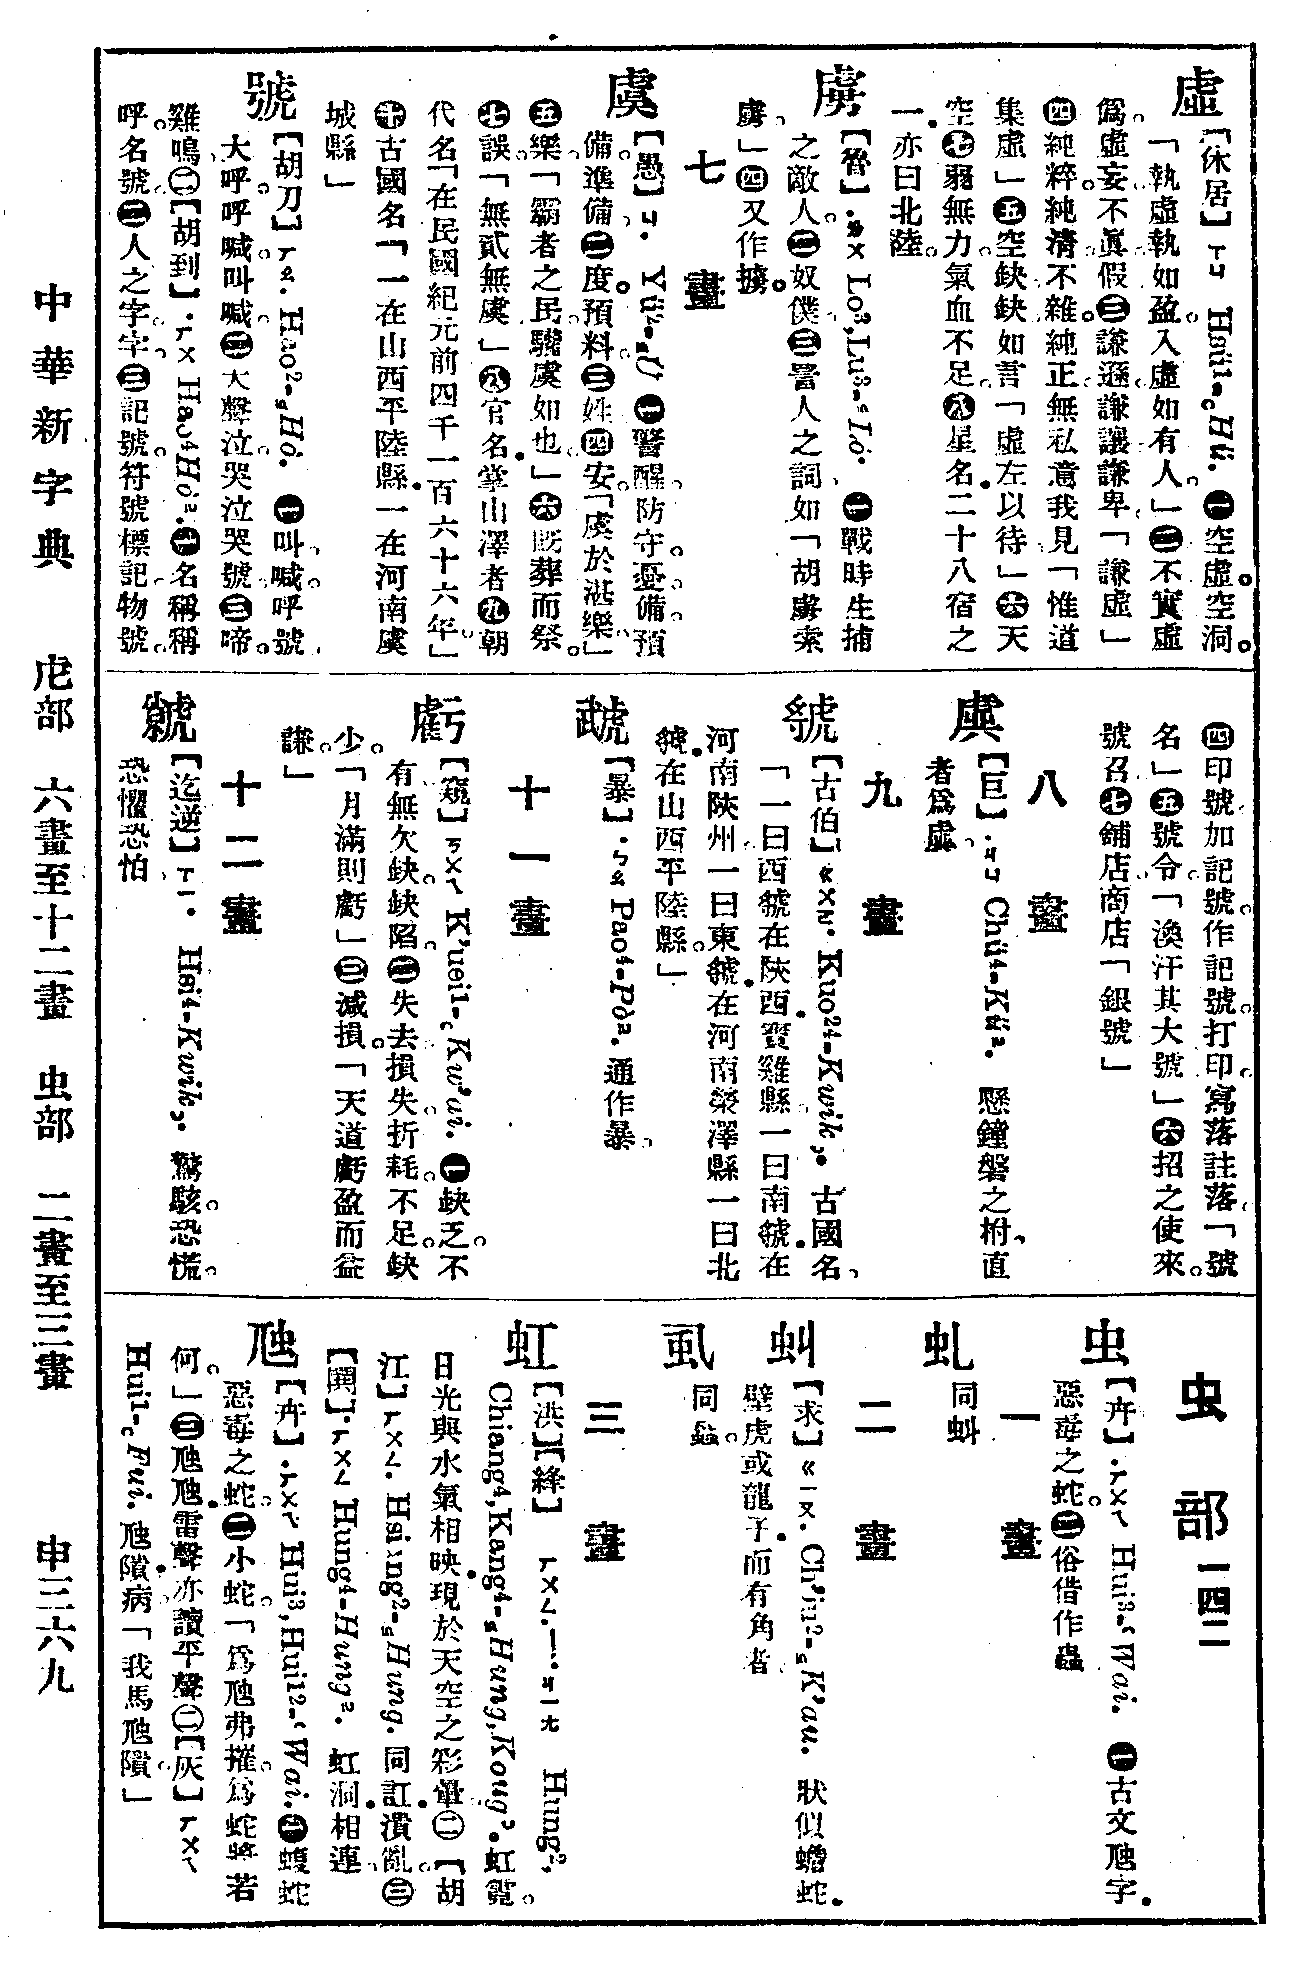 虛
【休居】ㄒㄩ Hsü1-꜀Hü. ㊀空虛。空洞。
「執虛執如盈。入虛如有人。」㊁不實。虛
僞。虛妄。不眞。假㊂謙遜。謙讓。謙卑。「謙虛」
㊃純粹。純淸。不雜。純正。無私意我見「惟道
集虛」㊄空缺。缺如。言「虛左以待」㊅天
空㊆弱。無力。氣血不足。㊇星名。二十八宿之
一。亦曰北陸。
虜
【魯】.ㄌㄨ Lo3,Lu3-Lò. ㊀戰時生捕
之敵人。㊁奴僕。㊂詈人之詞。如「胡虜索
虜」㊃又作擄。
七畫
虞
【愚】ㄩ. Yü2-Ü ㊀警醒。防守。憂備。預
備。準備。㊁度。預料。㊂姓㊃安。「虞於湛樂」
㊄樂「霸者之民驩虞如也。」㊅旣葬而祭。
㊆誤。「無貳無虞」㊇官名。掌山澤者㊈朝
代名「在民國紀元前四千一百六十六年。」
㊉古國名「一在山西平陸縣。一在河南虞
城縣」
號
【胡刀】ㄏㄠ. Hao2-Hò. ㊀叫。喊。呼號
大呼。呼喊。叫喊。㊁大聲泣。哭泣。哭號。㊂啼。
雞鳴。㊁【胡到】.ㄏㄨ Hao4-Hò2. ㊀名稱。稱
呼。名號。㊁人之字。字。㊂記號。符號。標記。物號。
㊃印號。加記號。作記號。打印。寫落。註落。「號
名」㊄號令。「渙汗其大號」㊅招之使來。
號召。㊆鋪店。商店「銀號」
八畫
虡
【巨】.ㄐㄩ Chü4-Kü2. 懸鐘磐之柎。直
者爲虡。
九畫
虢
【古伯】ㄍㄨㄛ. Kuo24-Kwik. 古國名。
「一曰西虢。在陜西寶雞縣。一曰南虢。在
河南陜州。一曰東虢。在河南滎澤縣。一曰北
虢。在山西平陸縣。」
虣
【暴】.ㄅㄠ Pao4-Pò2. 通作暴。
十一畫
虧
【窺】ㄎㄨㄟ K‘uei1-꜀Kw‘ai. ㊀缺乏。不
有。無。欠缺。缺陷。㊁失去。損失。折耗。不足。缺
少。「月滿則虧」㊂減損。「天道虧盈而益
謙。」
十二畫
虩
【迄逆】ㄒㄧ. Hsi4-Kwik. 驚駭。恐慌。
恐懼。恐怕。
虫部 一四二
虫
【卉】.ㄏㄨㄟ Hui3-Wai. ㊀古文虺字。
惡毒之蛇。㊁俗借作蟲
一畫
虬
同虯
二畫
虯
【求】ㄍㄧㄡ. Ch‘iu2-K‘au. 狀似蟾蛇。
壁虎或龍子而有角者
虱
同蝨。
三畫
虹
【洪】【絳】 ㄏㄨㄥ.—.ㄐㄧㄤ Hung2,
Chiang4,Kang4-Hung,Kong2. 虹霓。
日光與水氣相映。現於天空之彩暈㊁【胡
江】ㄏㄨㄥ. Hsiang2-Hung. 同訌。潰亂。㊂
【閧】.ㄏㄨㄥ Hung4-Hung2. 虹洞。相連
虺
【卉】.ㄏㄨㄟ Hui3,Hui12-Wai. ㊀蝮蛇
惡毒之蛇。㊁小蛇。「爲虺弗摧。爲蛇將若
何。」㊂虺虺。雷聲。亦讀平聲㊁【灰】ㄏㄨㄟ
Hui1-꜀Fui. 虺隤。病。「我馬虺隤」
中華新字典 虍部 六畫至十二畫 虫部 二畫至三畫 申三六九